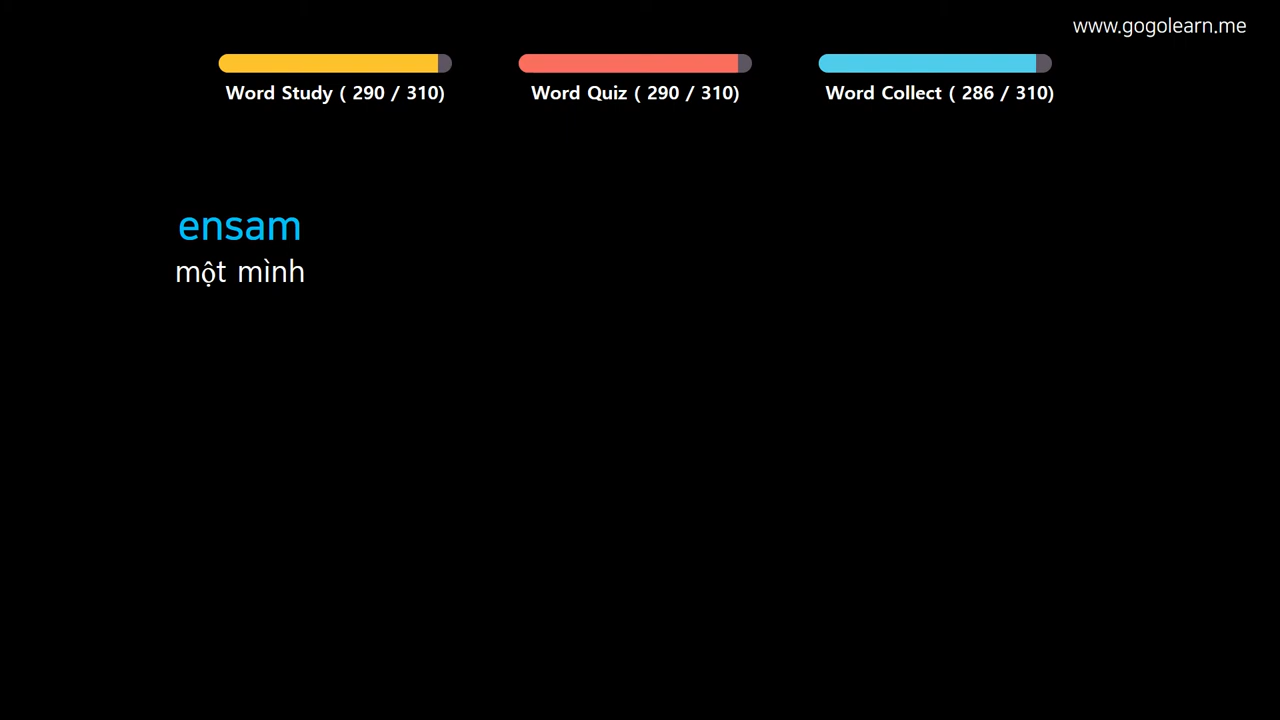 www.gogolearn.me
Word Study ( 290 / 310)
Word Quiz ( 290 / 310)
Word Collect ( 286 / 310)
ensam
một mình